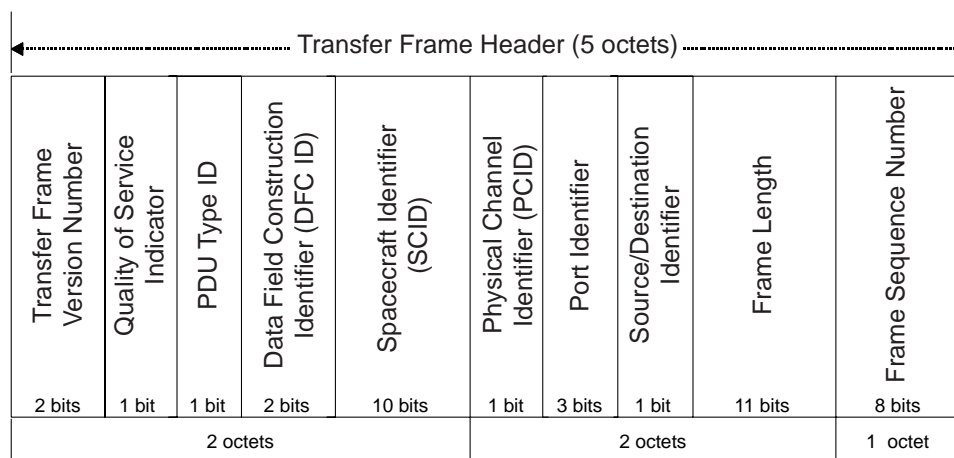 Transfer Frame Header (5 octets)
Transfer Frame
Version Number
Quality of Service
Indicator
PDU Type ID
Data Field Construction
Identifier (DFC ID)
Spacecraft Identifier
(SCID)
Physical Channel
Identifier (PCID)
Port Identifier
Source/Destination
Identifier
Frame Length
Frame Sequence Number
2 bits
1 bit
1 bit
2 bits
10 bits
1 bit
3 bits
1 bit
11 bits
8 bits
2 octets
2 octets
1 octet